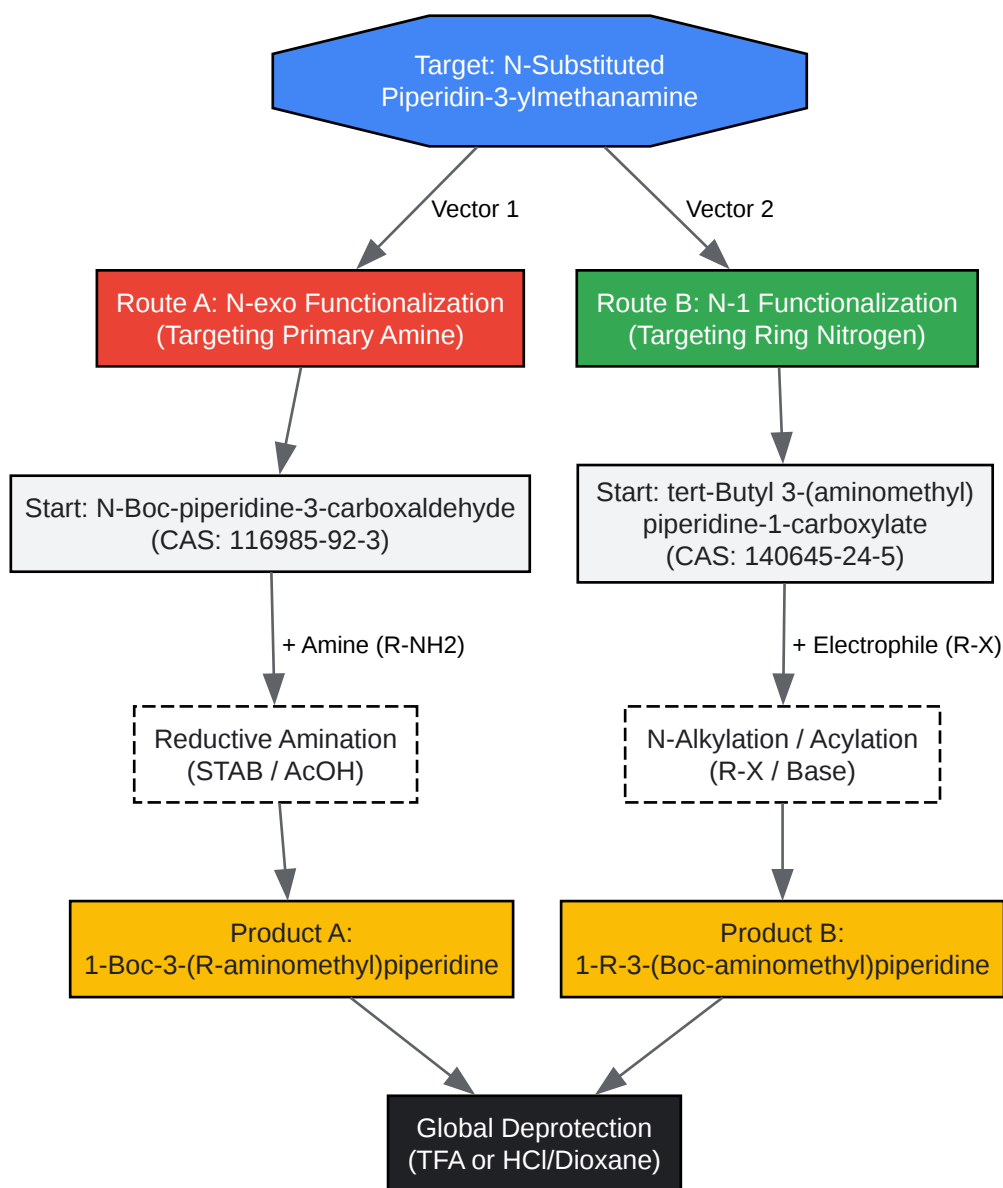 Target: N-Substituted
Piperidin-3-ylmethanamine
Vector 1
Vector 2
Route A: N-exo Functionalization
(Targeting Primary Amine)
Route B: N-1 Functionalization
(Targeting Ring Nitrogen)
Start: N-Boc-piperidine-3-carboxaldehyde
(CAS: 116985-92-3)
Start: tert-Butyl 3-(aminomethyl)
piperidine-1-carboxylate
(CAS: 140645-24-5)
+ Amine (R-NH2)
+ Electrophile (R-X)
Reductive Amination
(STAB / AcOH)
N-Alkylation / Acylation
(R-X / Base)
Product A:
1-Boc-3-(R-aminomethyl)piperidine
Product B:
1-R-3-(Boc-aminomethyl)piperidine
Global Deprotection
(TFA or HCl/Dioxane)